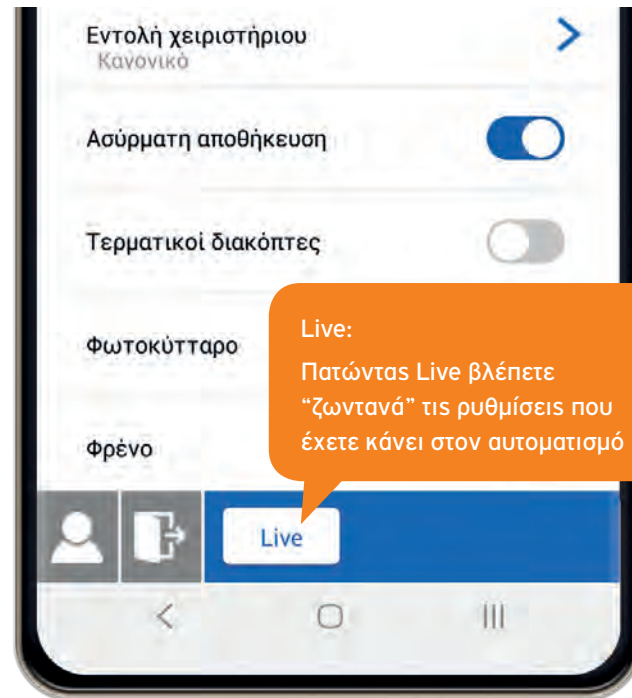 Εντολή χειριστήριου
Κανονικό
Ασύρματη αποθήκευση
Τερματικοί διακόπτες
Φωτοκύτταρο
Φρένο
Live:
Πατώντας Live βλέπετε
“ζωντανά” τις ρυθμίσεις που
έχετε κάνει στον αυτοματισμό
Live